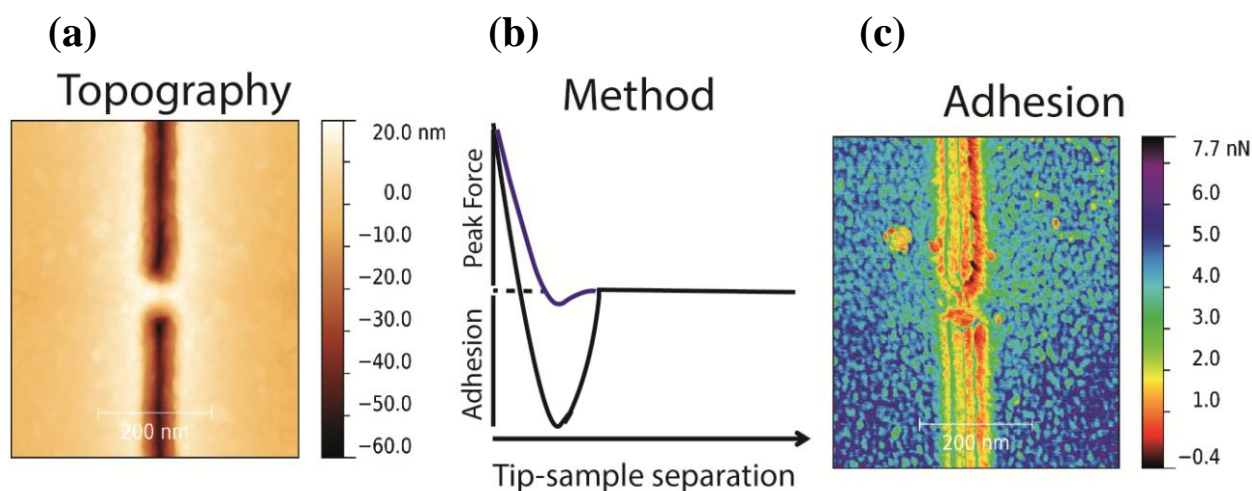 (a)
Topography
20.0 nm
0.0
−10.0
−20.0
−30.0
−40.0
−50.0
−60.0
200 nm
(b)
Method
Peak Force
Adhesion
Tip-sample separation
(c)
Adhesion
7.7 nN
6.0
5.0
4.0
3.0
2.0
1.0
−0.4
200 nm